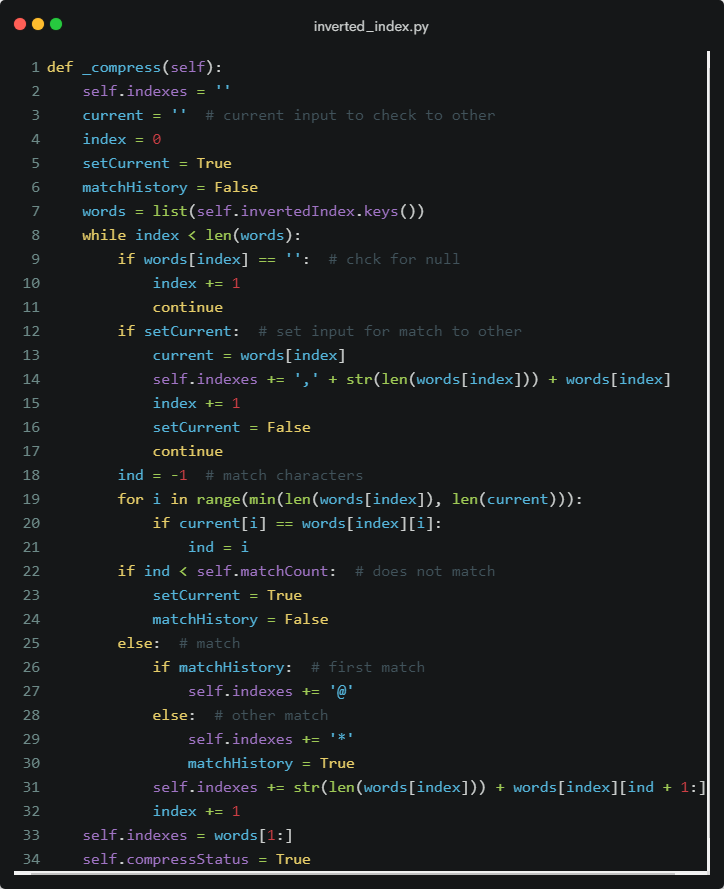 inverted_index.py
1 def _compress(self):
2     self.indexes = ''
3     current = ''  # current input to check to other
4     index = 0
5     setCurrent = True
6     matchHistory = False
7     words = list(self.invertedIndex.keys())
8     while index < len(words):
9         if words[index] == '':  # chck for null
10             index += 1
11             continue
12         if setCurrent:  # set input for match to other
13             current = words[index]
14             self.indexes += ',' + str(len(words[index])) + words[index]
15             index += 1
16             setCurrent = False
17             continue
18         ind = -1  # match characters
19         for i in range(min(len(words[index]), len(current))):
20             if current[i] == words[index][i]:
21                 ind = i
22         if ind < self.matchCount:  # does not match
23             setCurrent = True
24             matchHistory = False
25         else:  # match
26             if matchHistory:  # first match
27                 self.indexes += '@'
28             else:  # other match
29                 self.indexes += '*'
30                 matchHistory = True
31             self.indexes += str(len(words[index])) + words[index][ind + 1:]
32             index += 1
33     self.indexes = words[1:]
34     self.compressStatus = True